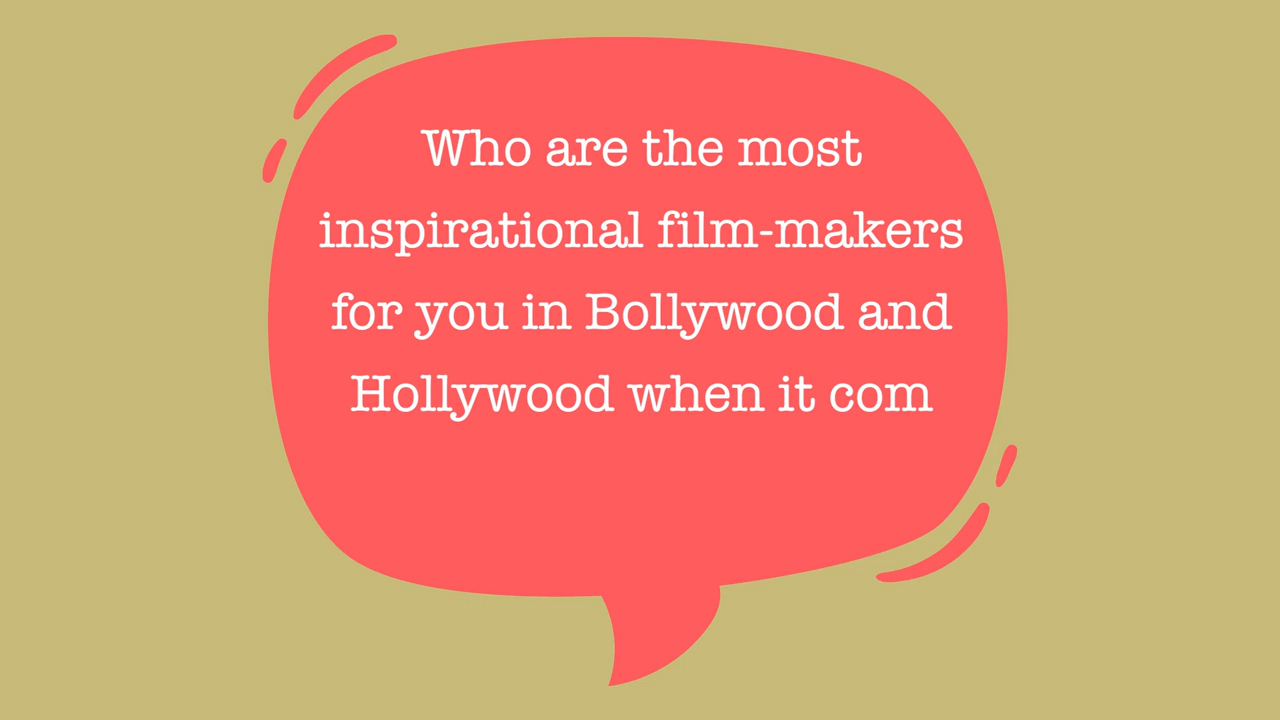 Who are the most
inspirational film-makers
for you in Bollywood and
Hollywood when it com